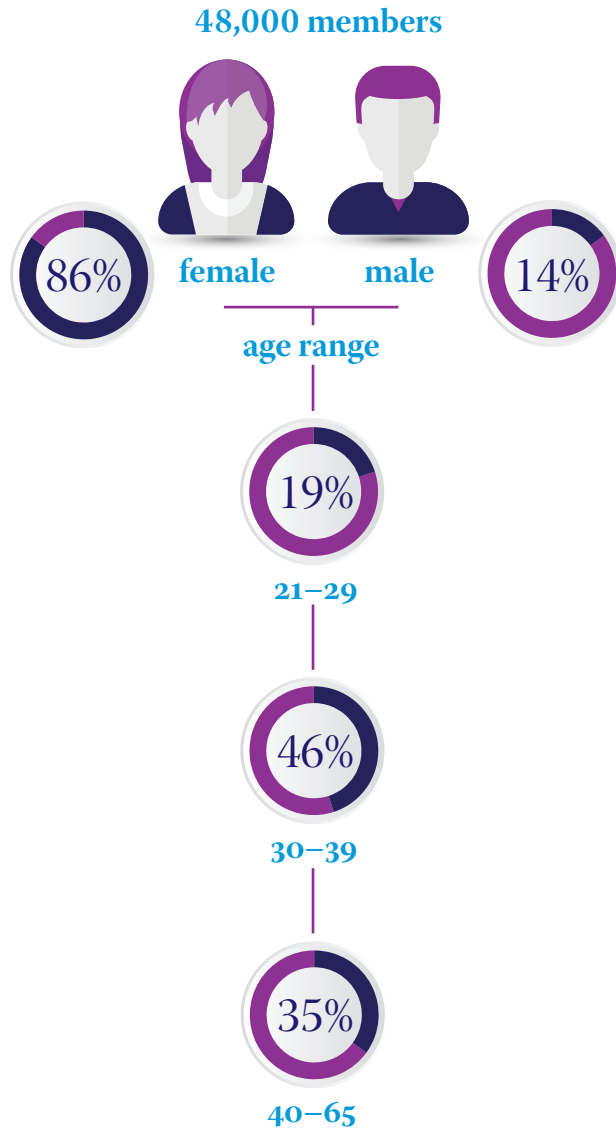 48,000 members
86%
female
male
14%
age range
19%
21–29
46%
30–39
35%
40–65